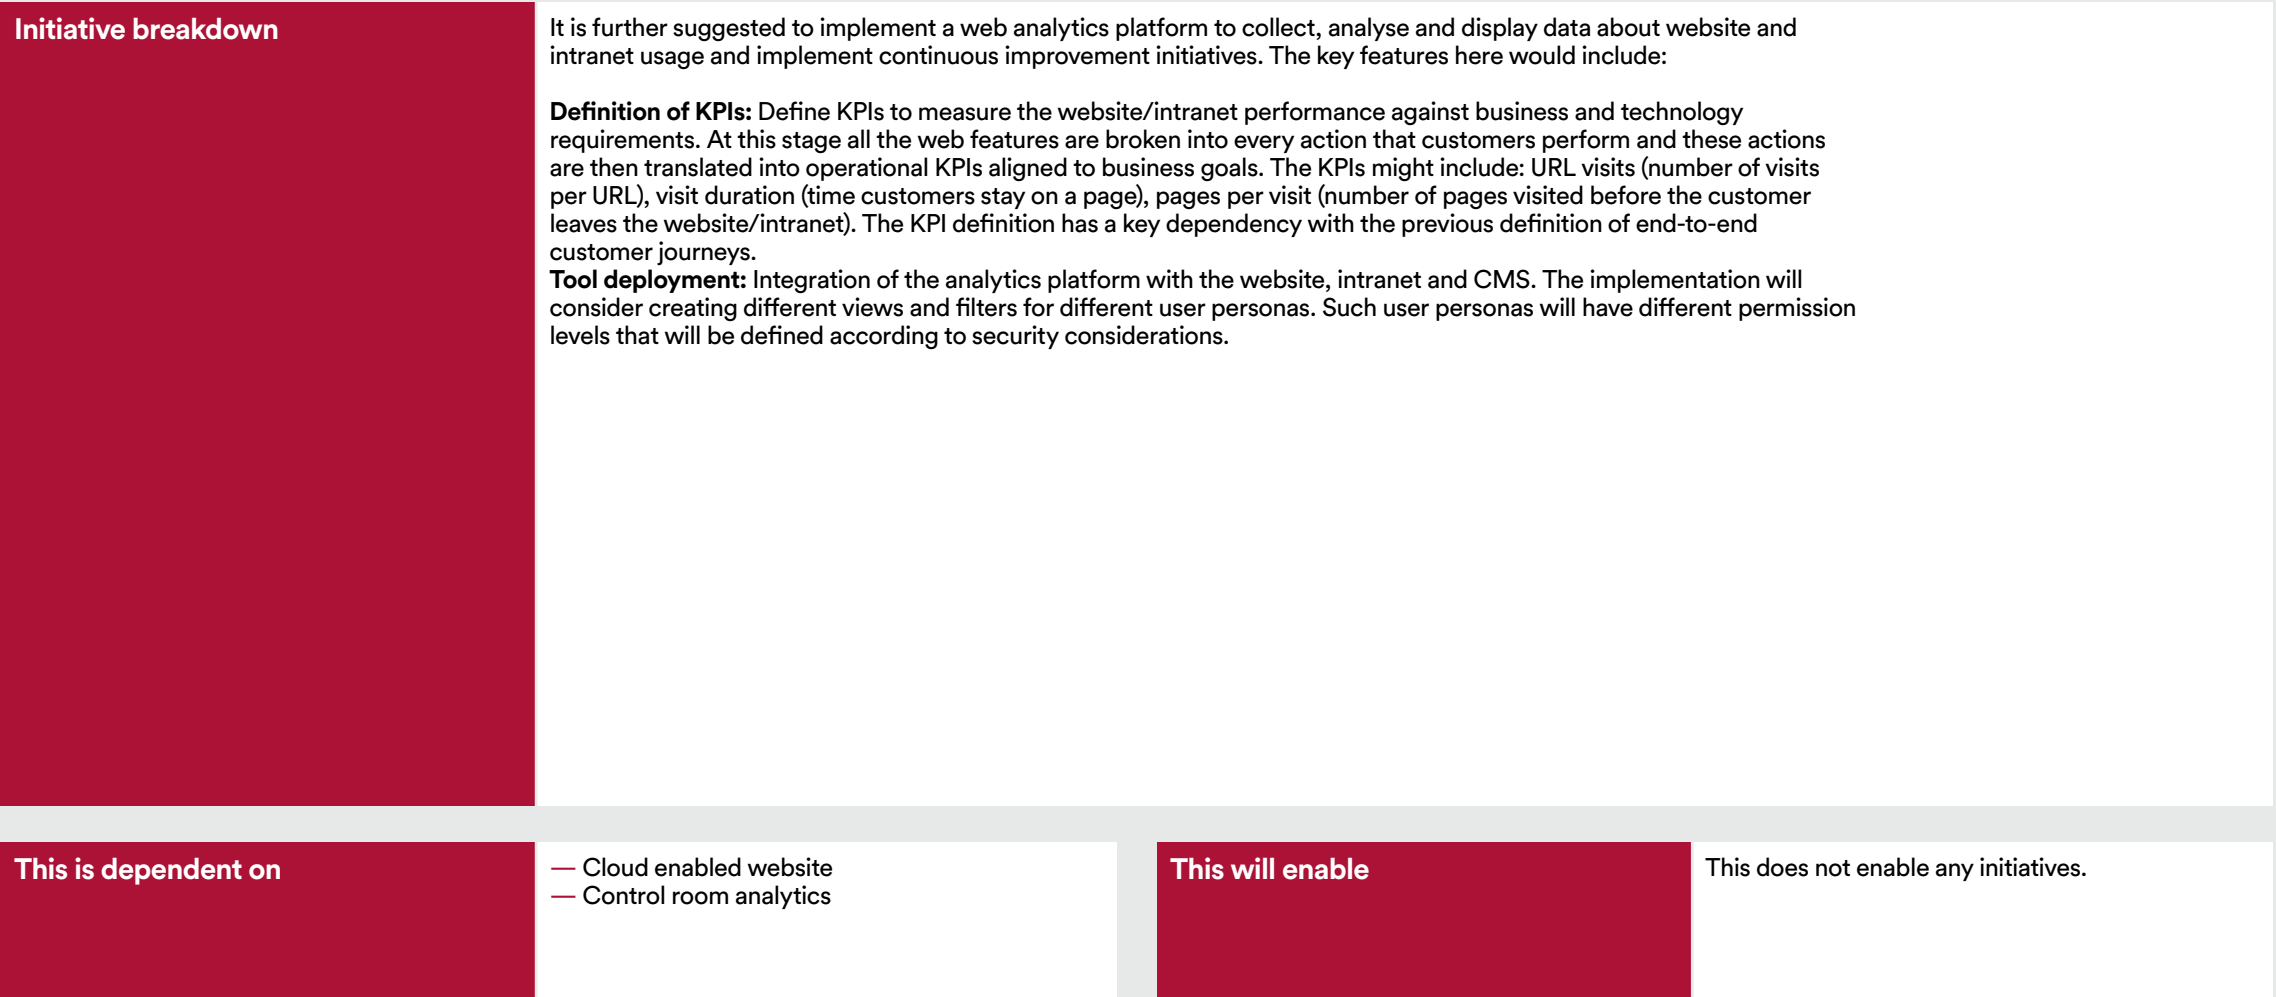 Initiative breakdown
It is further suggested to implement a web analytics platform to collect, analyse and display data about website and
intranet usage and implement continuous improvement initiatives. The key features here would include:
Definition of KPIs: Define KPIs to measure the website/intranet performance against business and technology
requirements. At this stage all the web features are broken into every action that customers perform and these actions
are then translated into operational KPIs aligned to business goals. The KPIs might include: URL visits (number of visits
per URL), visit duration (time customers stay on a page), pages per visit (number of pages visited before the customer
leaves the website/intranet). The KPI definition has a key dependency with the previous definition of end-to-end
customer journeys.
Tool deployment: Integration of the analytics platform with the website, intranet and CMS. The implementation will
consider creating different views and filters for different user personas. Such user personas will have different permission
levels that will be defined according to security considerations.
This is dependent on
— Cloud enabled website
— Control room analytics
This will enable
This does not enable any initiatives.